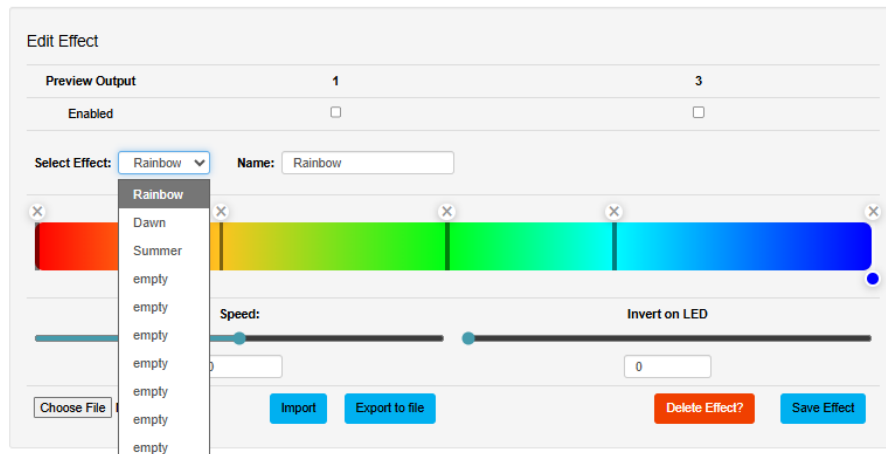 Edit Effect
Preview Output 1 3
Enabled
Select Effect: Rainbow Name: Rainbow
Rainbow
Dawn
Summer
empty
empty
empty
empty
empty
empty
empty
Speed: Invert on LED
0
Choose File Import Export to file Delete Effect? Save Effect